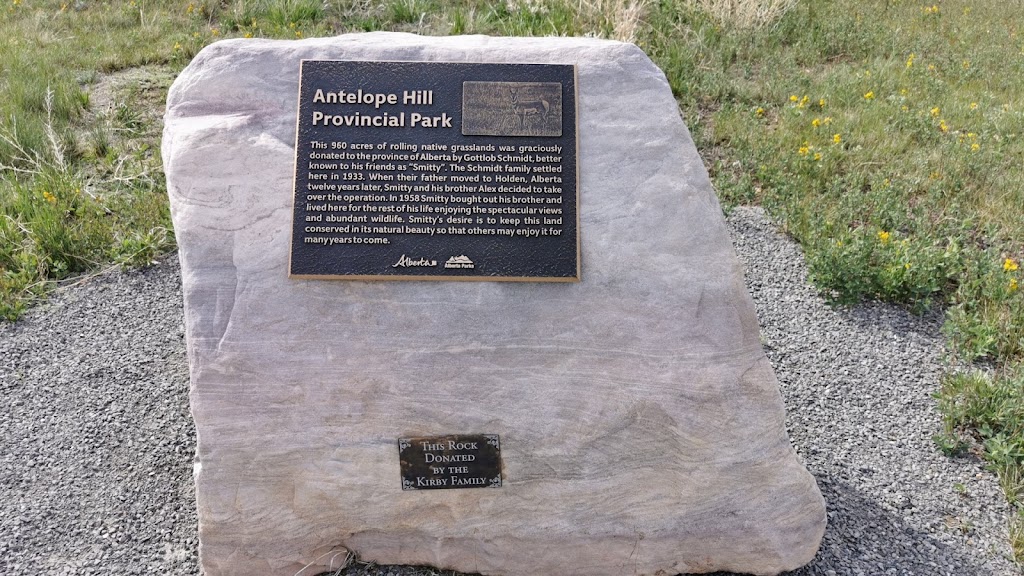 Antelope Hill
Provincial Park
This 960 acres of rolling native grasslands was graciously
donated to the province of Alberta by Gottlob Schmidt, better
known to his friends as "Smitty". The Schmidt family settled
here in 1933. When their father moved to Holden, Alberta
twelve years later, Smitty and his brother Alex decided to take
over the operation. In 1958 Smitty bought out his brother and
lived here for the rest of his life enjoying the spectacular views
and abundant wildlife. Smitty's desire is to keep this land
conserved in its natural beauty so that others may enjoy it for
many years to come.
Alberta
Alberta Parks
THIS ROCK
DONATED
BY THE
KIRBY FAMILY